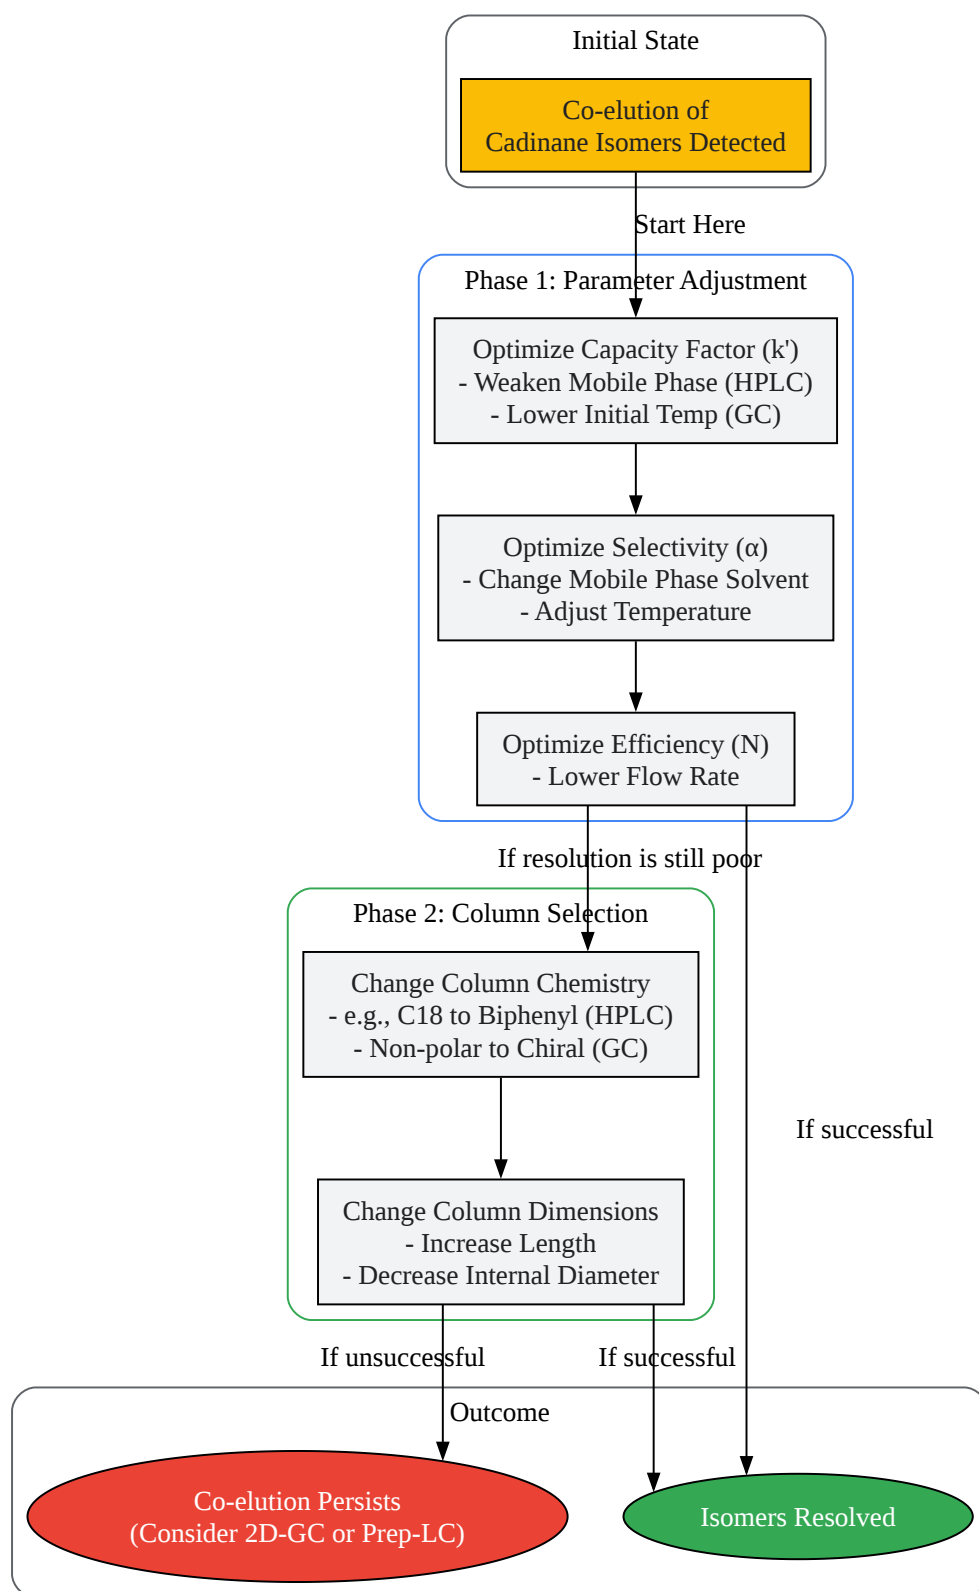 Initial State
Co-elution of
Cadinane Isomers Detected
Start Here
Phase 1: Parameter Adjustment
Optimize Capacity Factor (k')
- Weaken Mobile Phase (HPLC)
- Lower Initial Temp (GC)
Optimize Selectivity (α)
- Change Mobile Phase Solvent
- Adjust Temperature
Optimize Efficiency (N)
- Lower Flow Rate
If resolution is still poor
Phase 2: Column Selection
Change Column Chemistry
- e.g., C18 to Biphenyl (HPLC)
- Non-polar to Chiral (GC)
If successful
Change Column Dimensions
- Increase Length
- Decrease Internal Diameter
If unsuccessful
If successful
Outcome
Co-elution Persists
(Consider 2D-GC or Prep-LC)
Isomers Resolved